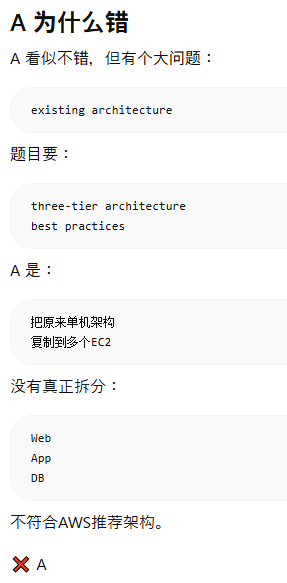 A 为什么错
A 看似不错，但有个大问题：
existing architecture
题目要：
three-tier architecture
best practices
A 是：
把原来单机架构
复制到多个EC2
没有真正拆分：
Web
App
DB
不符合AWS推荐架构。
❌ A